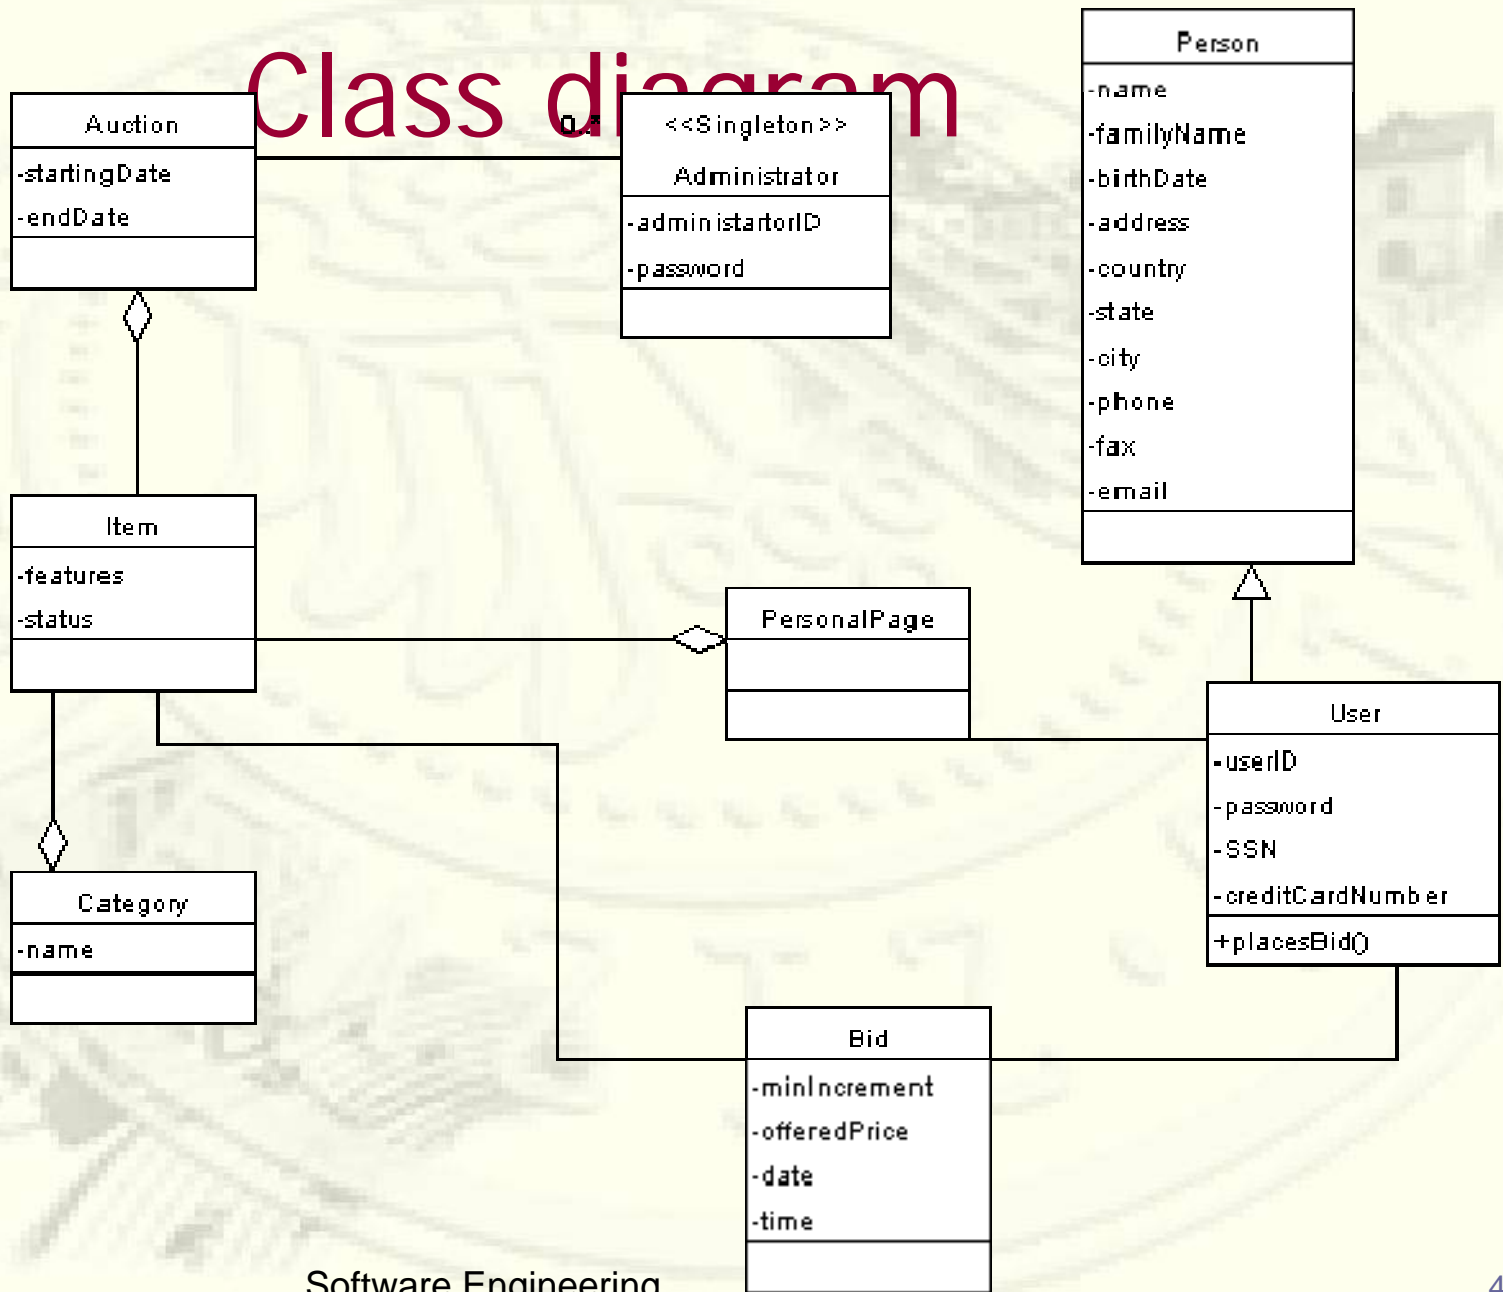 Class diagram
Auction
-startingDate
-endDate
0..*
<<Singleton>>
Administrator
-administartorID
-password
Person
-name
-familyName
-birthDate
-address
-country
-state
-city
-phone
-fax
-email
Item
-features
-status
PersonalPage
User
-userID
-password
-SSN
-creditCardNumber
+placesBid()
Category
-name
Bid
-minIncrement
-offeredPrice
-date
-time
Software Engineering
4